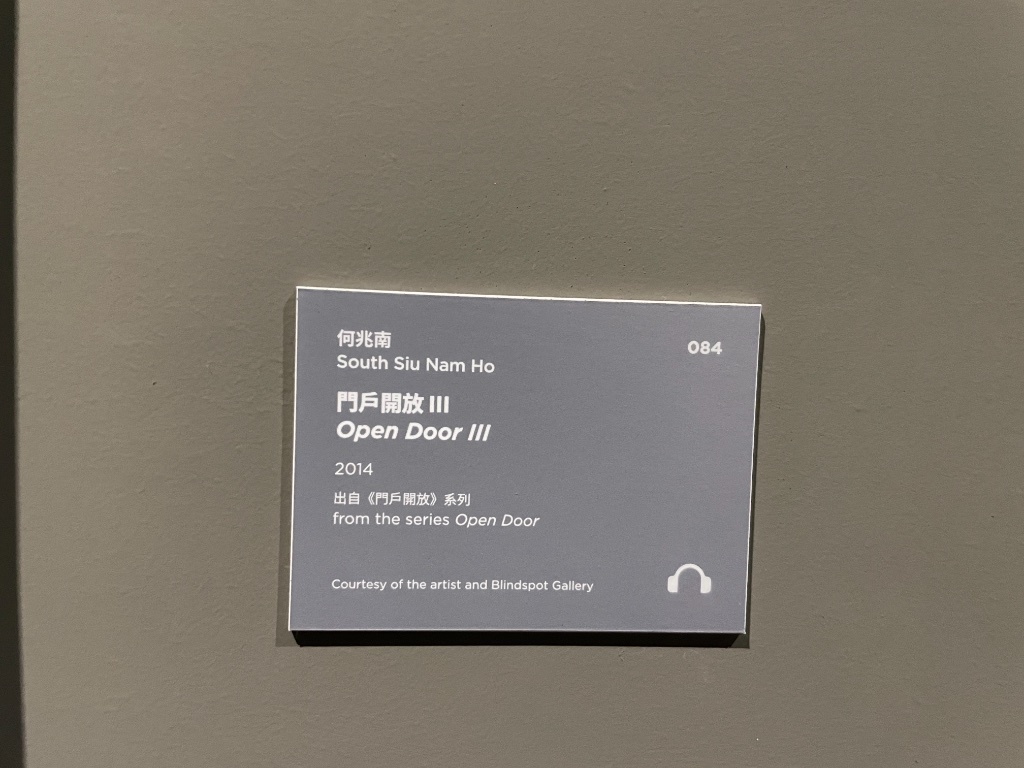 何兆南
South Siu Nam Ho
084
門戶開放 III
Open Door III
2014
出自《門戶開放》系列
from the series Open Door
Courtesy of the artist and Blindspot Gallery